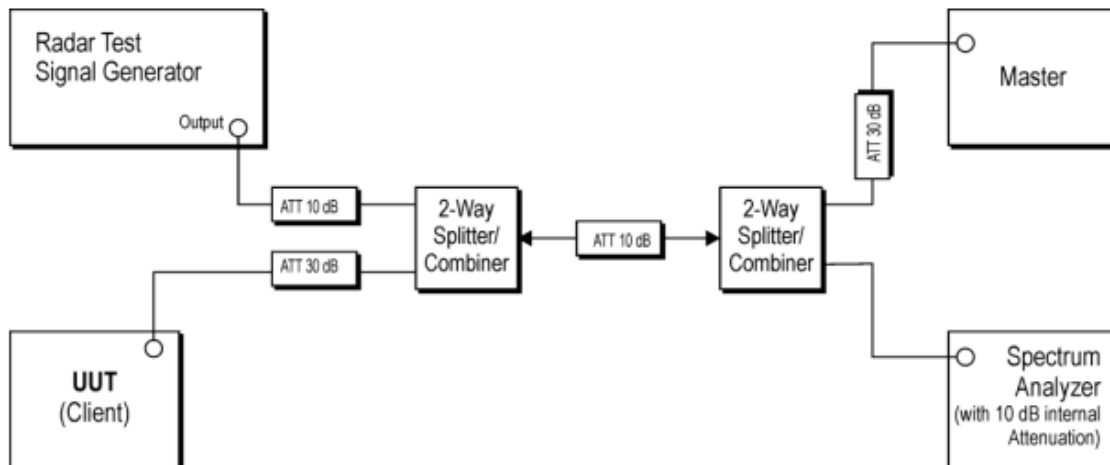 Radar Test
Signal Generator
Output
ATT 10 dB
ATT 30 dB
UUT
(Client)
2-Way
Splitter/
Combiner
ATT 10 dB
2-Way
Splitter/
Combiner
ATT 30 dB
Master
Spectrum
Analyzer
(with 10 dB internal
Attenuation)